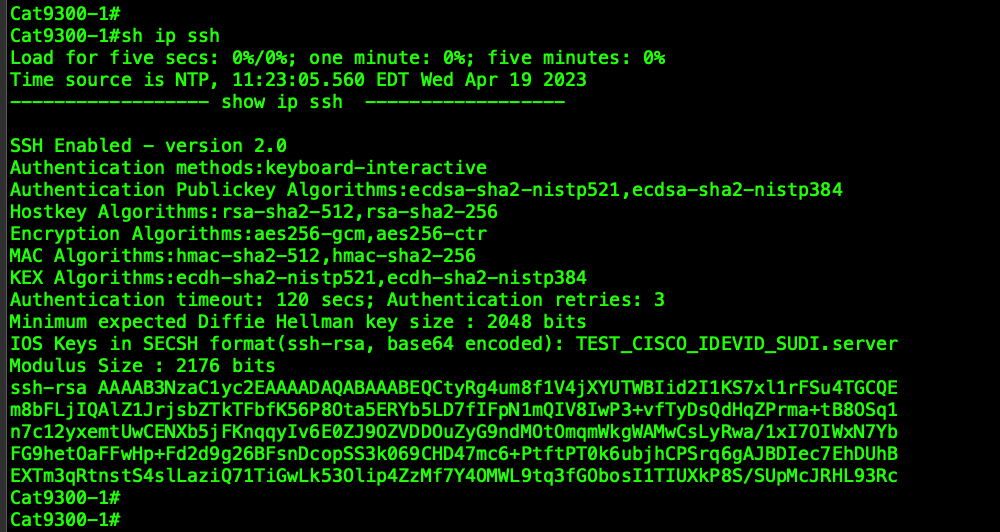 Cat9300-1#
Cat9300-1#sh ip ssh
Load for five secs: 0%/0%; one minute: 0%; five minutes: 0%
Time source is NTP, 11:23:05.560 EDT Wed Apr 19 2023
------------------ show ip ssh  ------------------
SSH Enabled - version 2.0
Authentication methods:keyboard-interactive
Authentication Publickey Algorithms:ecdsa-sha2-nistp521,ecdsa-sha2-nistp384
Hostkey Algorithms:rsa-sha2-512,rsa-sha2-256
Encryption Algorithms:aes256-gcm,aes256-ctr
MAC Algorithms:hmac-sha2-512,hmac-sha2-256
KEX Algorithms:ecdh-sha2-nistp521,ecdh-sha2-nistp384
Authentication timeout: 120 secs; Authentication retries: 3
Minimum expected Diffie Hellman key size : 2048 bits
IOS Keys in SECSH format(ssh-rsa, base64 encoded): TEST_CISCO_IDEVID_SUDI.server
Modulus Size : 2176 bits
ssh-rsa AAAAB3NzaC1yc2EAAAADAQABAAABEQCtyRg4um8f1V4jXYUTWBIid2I1KS7xl1rFSu4TGCQE
m8bFLjIQAlZ1JrjsbZTkTFbfK56P8Ota5ERYb5LD7fIFpN1mQIV8IwP3+vfTyDsQdHqZPrma+tB8OSq1
n7c12yxemtUwCENXb5jFKnqqyIv6E0ZJ9OZVDDOuZyG9ndMOtOmqmWkgWAMwCsLyRwa/1xI7OIWxN7Yb
FG9hetOaFFwHp+Fd2d9g26BFsnDcopSS3k069CHD47mc6+PtftPT0k6ubjhCPSrq6gAJBDIec7EhDUhB
EXTm3qRtnstS4slLaziQ71TiGwLk53Olip4ZzMf7Y4OMWL9tq3fGObosI1TIUXkP8S/SUpMcJRHL93Rc
Cat9300-1#
Cat9300-1#